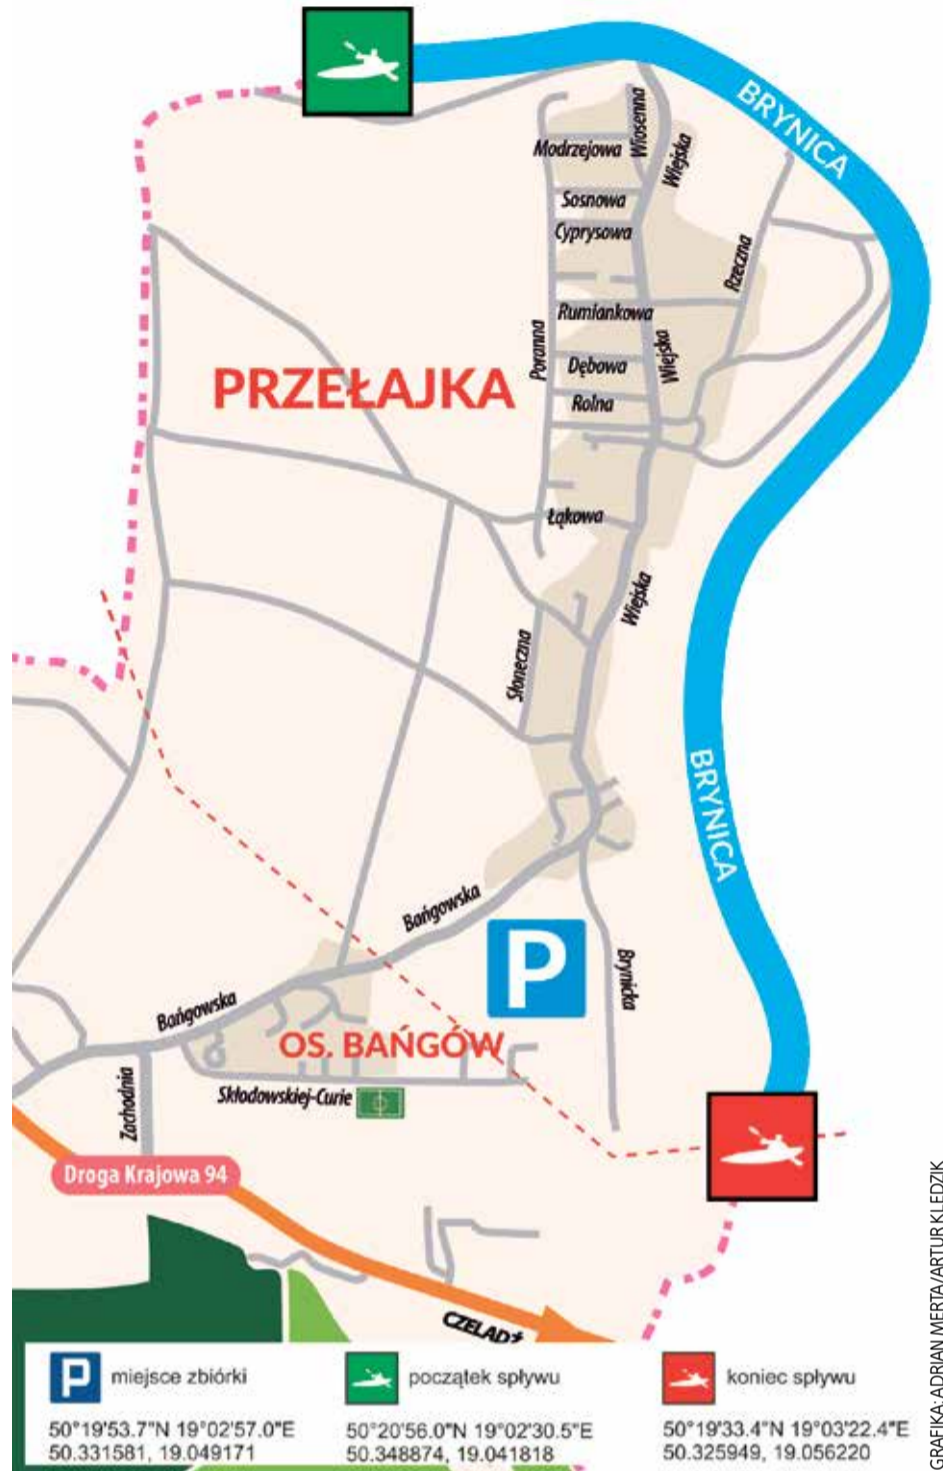 BRYNICA
Wiosenna
Modrzejowa
Wiejska
Sosnowa
Cyprysowa
Rzeczna
Rumiankowa
Poranna
Wiejska
Dębowa
PRZEŁAJKA
Rolna
Łąkowa
Wiejska
Słoneczna
BRYNICA
Bańgowska
P
Brynicka
Bańgowska
OS. BAŃGÓW
Zachodnia
Skłodowskiej-Curie
Droga Krajowa 94
CZELADŹ
P miejsce zbiórki
50°19'53.7"N 19°02'57.0"E
50.331581, 19.049171
początek spływu
50°20'56.0"N 19°02'30.5"E
50.348874, 19.041818
koniec spływu
50°19'33.4"N 19°03'22.4"E
50.325949, 19.056220
GRAFIKA: ADRIAN MERTA/ARTUR KLEDZIK